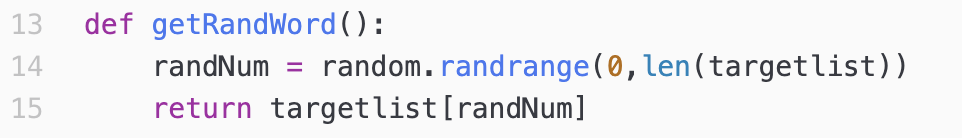 13 def getRandWord():
14     randNum = random.randrange(0,len(targetlist))
15     return targetlist[randNum]